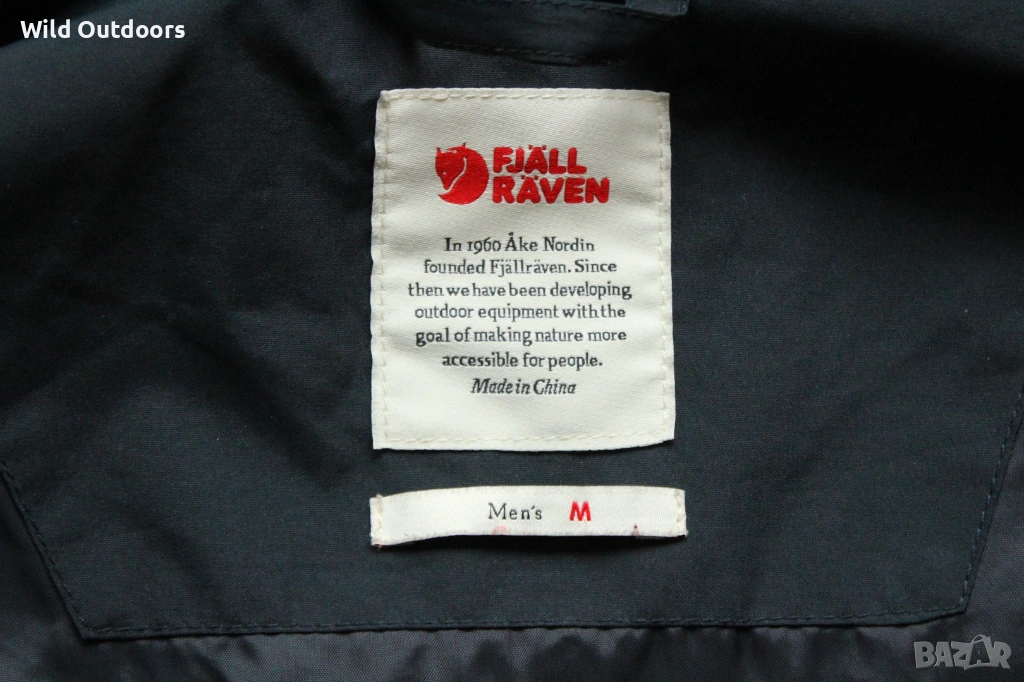 Wild Outdoors
FJÄLL
RÄVEN
In 1960 Åke Nordin
founded Fjällräven. Since
then we have been developing
outdoor equipment with the
goal of making nature more
accessible for people.
Made in China
Men's M
BAZAR